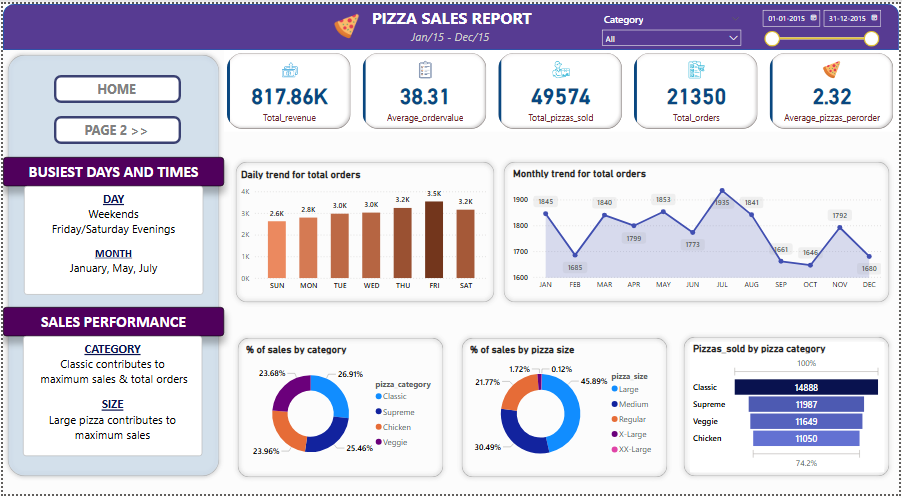 PIZZA SALES REPORT
Jan/15 - Dec/15
Category
All
01-01-2015
31-12-2015
HOME
PAGE 2 >>
817.86K
Total_revenue
38.31
Average_ordervalue
49574
Total_pizzas_sold
21350
Total_orders
2.32
Average_pizzas_perorder
BUSIEST DAYS AND TIMES
DAY
Weekends
Friday/Saturday Evenings
MONTH
January, May, July
SALES PERFORMANCE
CATEGORY
Classic contributes to
maximum sales & total orders
SIZE
Large pizza contributes to
maximum sales
Daily trend for total orders
4K
3K
2K
1K
0K
2.6K
2.8K
3.0K
3.0K
3.2K
3.5K
3.2K
SUN
MON
TUE
WED
THU
FRI
SAT
Monthly trend for total orders
1900
1800
1700
1600
1845
1685
1840
1799
1853
1773
1935
1841
1661
1646
1792
1680
JAN
FEB
MAR
APR
MAY
JUN
JUL
AUG
SEP
OCT
NOV
DEC
% of sales by category
23.68%
26.91%
23.96%
25.46%
pizza_category
Classic
Supreme
Chicken
Veggie
% of sales by pizza size
1.72%
0.12%
21.77%
45.89%
30.49%
pizza_size
Large
Medium
Regular
X-Large
XX-Large
Pizzas_sold by pizza category
100%
Classic
14888
Supreme
11987
Veggie
11649
Chicken
11050
74.2%